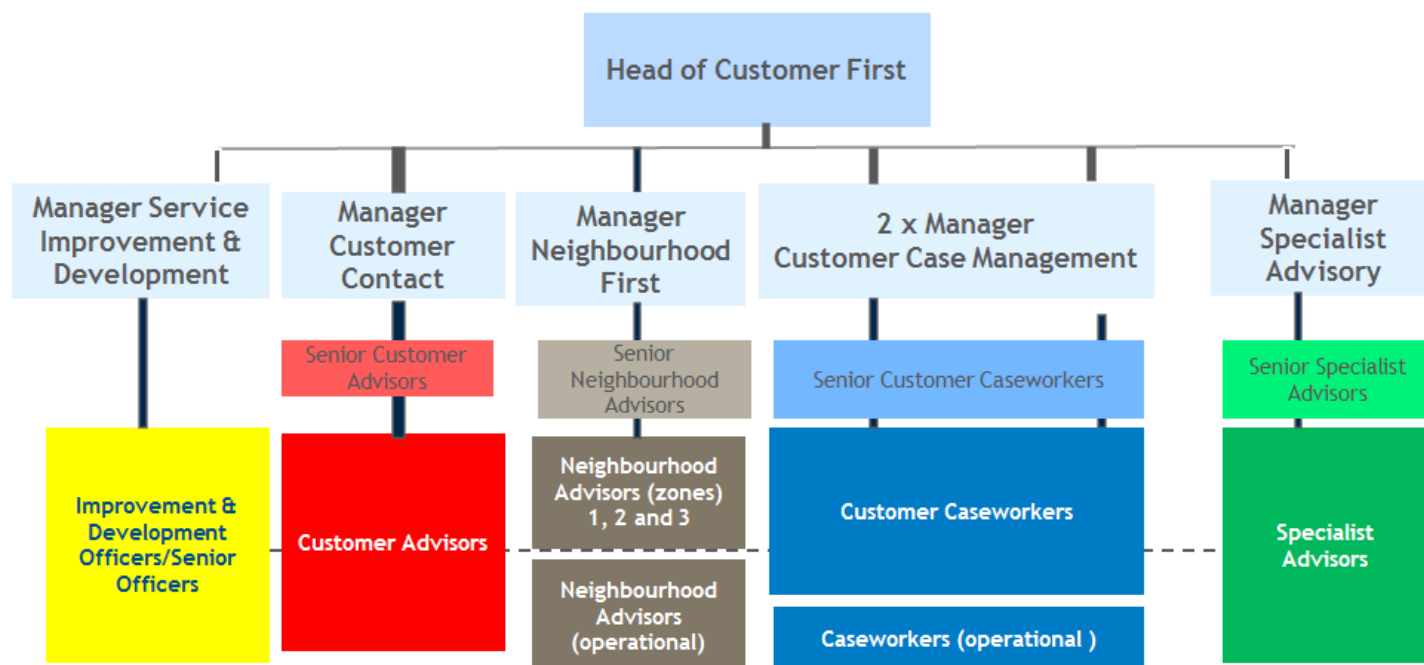 Head of Customer First
Manager Service
Improvement &
Development
Manager
Customer
Contact
Manager
Neighbourhood
First
2 x Manager
Customer Case Management
Manager
Specialist
Advisory
Senior Customer
Advisors
Senior
Neighbourhood
Advisors
Senior Customer Caseworkers
Senior Specialist
Advisors
Improvement &
Development
Officers/Senior
Officers
Customer Advisors
Neighbourhood
Advisors (zones)
1, 2 and 3
Neighbourhood
Advisors
(operational)
Customer Caseworkers
Caseworkers (operational )
Specialist
Advisors